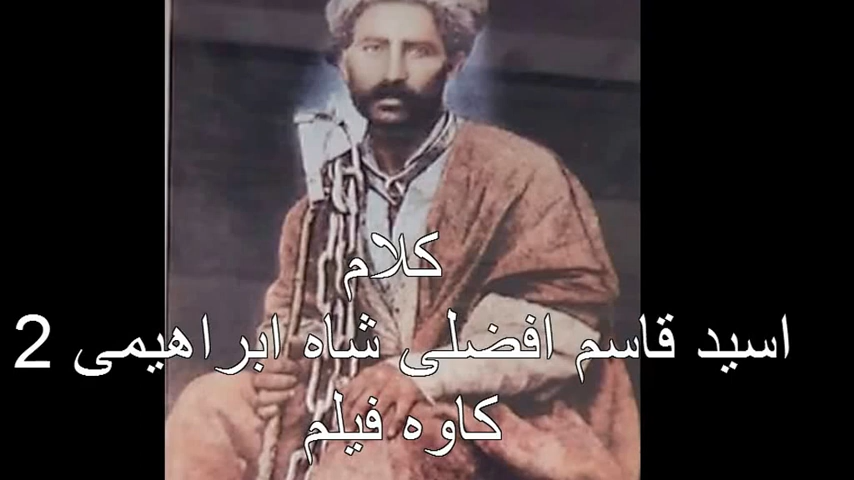 کلام
اسید قاسم افضلی شاه ابراهیمی 2
کاوه فیلم